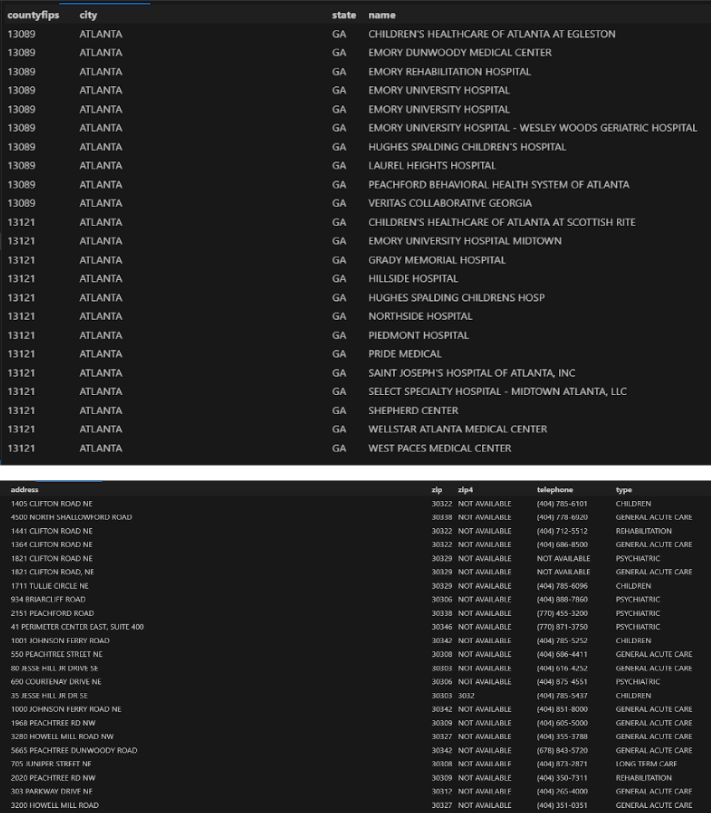 countyfips city state name
13089 ATLANTA GA CHILDREN'S HEALTHCARE OF ATLANTA AT EGLESTON
13089 ATLANTA GA EMORY DUNWOODY MEDICAL CENTER
13089 ATLANTA GA EMORY REHABILITATION HOSPITAL
13089 ATLANTA GA EMORY UNIVERSITY HOSPITAL
13089 ATLANTA GA EMORY UNIVERSITY HOSPITAL
13089 ATLANTA GA EMORY UNIVERSITY HOSPITAL - WESLEY WOODS GERIATRIC HOSPITAL
13089 ATLANTA GA HUGHES SPALDING CHILDREN'S HOSPITAL
13089 ATLANTA GA LAUREL HEIGHTS HOSPITAL
13089 ATLANTA GA PEACHFORD BEHAVIORAL HEALTH SYSTEM OF ATLANTA
13089 ATLANTA GA VERITAS COLLABORATIVE GEORGIA
13121 ATLANTA GA CHILDREN'S HEALTHCARE OF ATLANTA AT SCOTTISH RITE
13121 ATLANTA GA EMORY UNIVERSITY HOSPITAL MIDTOWN
13121 ATLANTA GA GRADY MEMORIAL HOSPITAL
13121 ATLANTA GA HILLSIDE HOSPITAL
13121 ATLANTA GA HUGHES SPALDING CHILDRENS HOSP
13121 ATLANTA GA NORTHSIDE HOSPITAL
13121 ATLANTA GA PIEDMONT HOSPITAL
13121 ATLANTA GA PRIDE MEDICAL
13121 ATLANTA GA SAINT JOSEPH'S HOSPITAL OF ATLANTA, INC
13121 ATLANTA GA SELECT SPECIALTY HOSPITAL - MIDTOWN ATLANTA, LLC
13121 ATLANTA GA SHEPHERD CENTER
13121 ATLANTA GA WELLSTAR ATLANTA MEDICAL CENTER
13121 ATLANTA GA WEST PACES MEDICAL CENTER
address zip zip4 telephone type
1405 CLIFTON ROAD NE 30322 NOT AVAILABLE (404) 785-6101 CHILDREN
4500 NORTH SHALLOWFORD ROAD 30338 NOT AVAILABLE (404) 778-6920 GENERAL ACUTE CARE
1441 CLIFTON ROAD NE 30322 NOT AVAILABLE (404) 712-5512 REHABILITATION
1364 CLIFTON ROAD NE 30322 NOT AVAILABLE (404) 686-8500 GENERAL ACUTE CARE
1821 CLIFTON ROAD NE 30329 NOT AVAILABLE NOT AVAILABLE PSYCHIATRIC
1821 CLIFTON ROAD, NE 30329 NOT AVAILABLE NOT AVAILABLE GENERAL ACUTE CARE
1711 TULLIE CIRCLE NE 30329 NOT AVAILABLE (404) 785-6096 CHILDREN
934 BRIARCLIFF ROAD 30306 NOT AVAILABLE (404) 888-7860 PSYCHIATRIC
2151 PEACHFORD ROAD 30338 NOT AVAILABLE (770) 455-3200 PSYCHIATRIC
41 PERIMETER CENTER EAST, SUITE 400 30346 NOT AVAILABLE (770) 871-3750 PSYCHIATRIC
1001 JOHNSON FERRY ROAD 30342 NOT AVAILABLE (404) 785-5252 CHILDREN
550 PEACHTREE STREET NE 30308 NOT AVAILABLE (404) 686-4411 GENERAL ACUTE CARE
80 JESSE HILL JR DRIVE SE 30303 NOT AVAILABLE (404) 616-4252 GENERAL ACUTE CARE
690 COURTENAY DRIVE NE 30306 NOT AVAILABLE (404) 875-4551 PSYCHIATRIC
35 JESSE HILL JR DR SE 30303 3032 (404) 785-5437 CHILDREN
1000 JOHNSON FERRY ROAD NE 30342 NOT AVAILABLE (404) 851-8000 GENERAL ACUTE CARE
1968 PEACHTREE RD NW 30309 NOT AVAILABLE (404) 605-5000 GENERAL ACUTE CARE
3280 HOWELL MILL ROAD NW 30327 NOT AVAILABLE (404) 355-3788 GENERAL ACUTE CARE
5665 PEACHTREE DUNWOODY ROAD 30342 NOT AVAILABLE (678) 843-5720 GENERAL ACUTE CARE
705 JUNIPER STREET NE 30308 NOT AVAILABLE (404) 873-2871 LONG TERM CARE
2020 PEACHTREE RD NW 30309 NOT AVAILABLE (404) 350-7311 REHABILITATION
303 PARKWAY DRIVE NE 30312 NOT AVAILABLE (404) 265-4000 GENERAL ACUTE CARE
3200 HOWELL MILL ROAD 30327 NOT AVAILABLE (404) 351-0351 GENERAL ACUTE CARE